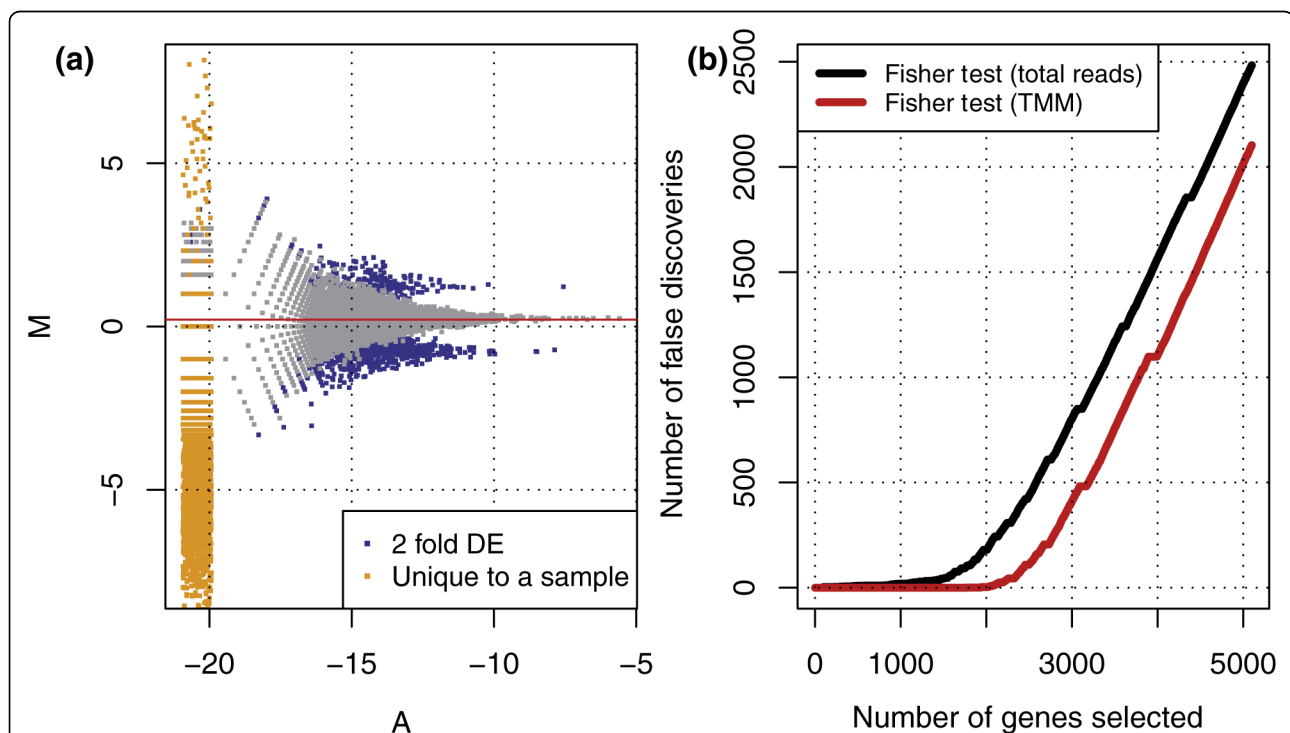 (a)
M
5
0
−5
2 fold DE
Unique to a sample
−20 −15 −10 −5
A
(b)
Number of false discoveries
2500
2000
1500
1000
500
0
Fisher test (total reads)
Fisher test (TMM)
0 1000 3000 5000
Number of genes selected